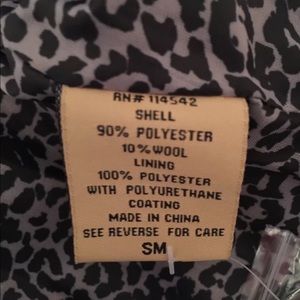 RN# 114542
SHELL
90% POLYESTER
10% WOOL
LINING
100% POLYESTER
WITH POLYURETHANE
COATING
MADE IN CHINA
SEE REVERSE FOR CARE
SM